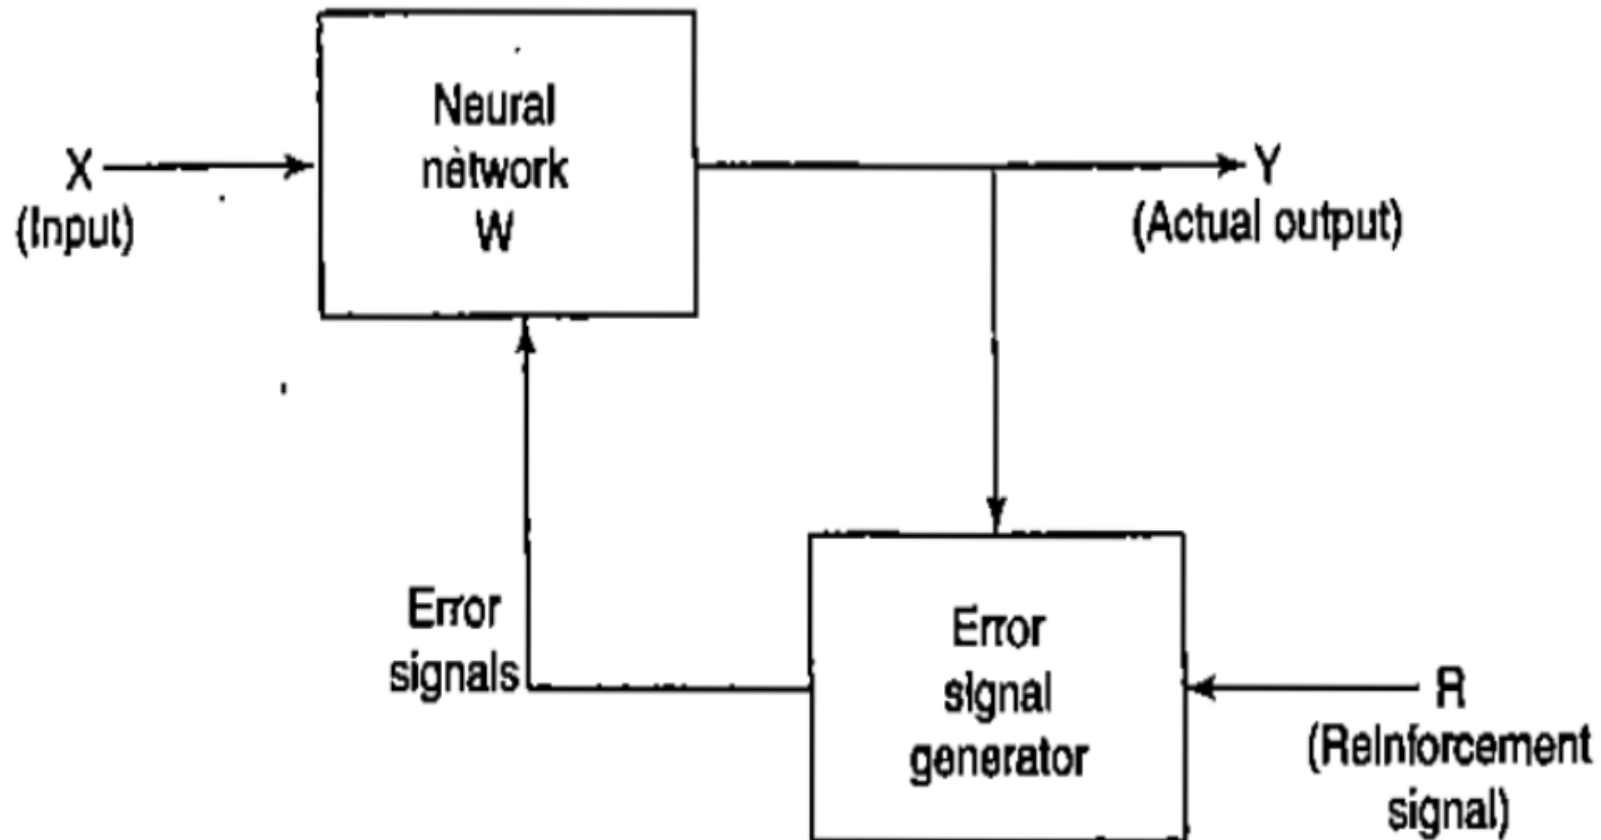 Neural
network
W
X
(Input)
Y
(Actual output)
Error
signals
Error
signal
generator
R
(Reinforcement
signal)